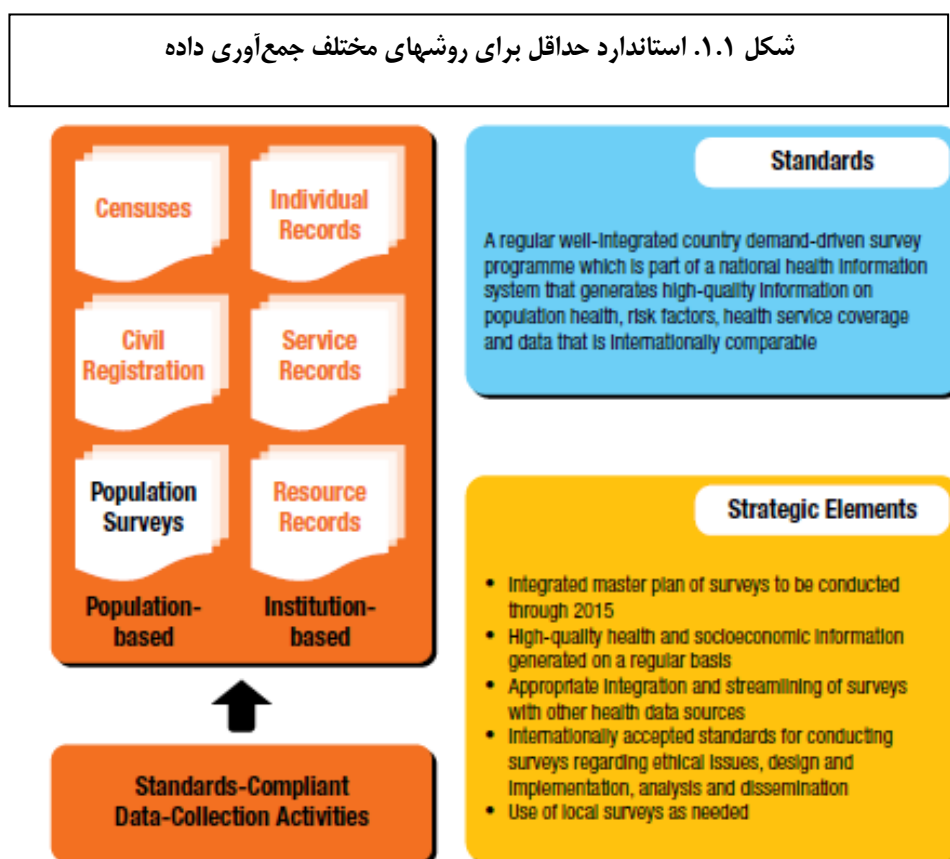 شکل ۱.۱. استاندارد حداقل برای روشهای مختلف جمع‌آوری داده
Censuses
Individual
Records
Civil
Registration
Service
Records
Population
Surveys
Resource
Records
Population-
based
Institution-
based
Standards-Compliant
Data-Collection Activities
Standards
A regular well-integrated country demand-driven survey
programme which is part of a national health information
system that generates high-quality information on
population health, risk factors, health service coverage
and data that is internationally comparable
Strategic Elements
• Integrated master plan of surveys to be conducted
through 2015
• High-quality health and socioeconomic information
generated on a regular basis
• Appropriate integration and streamlining of surveys
with other health data sources
• Internationally accepted standards for conducting
surveys regarding ethical issues, design and
implementation, analysis and dissemination
• Use of local surveys as needed